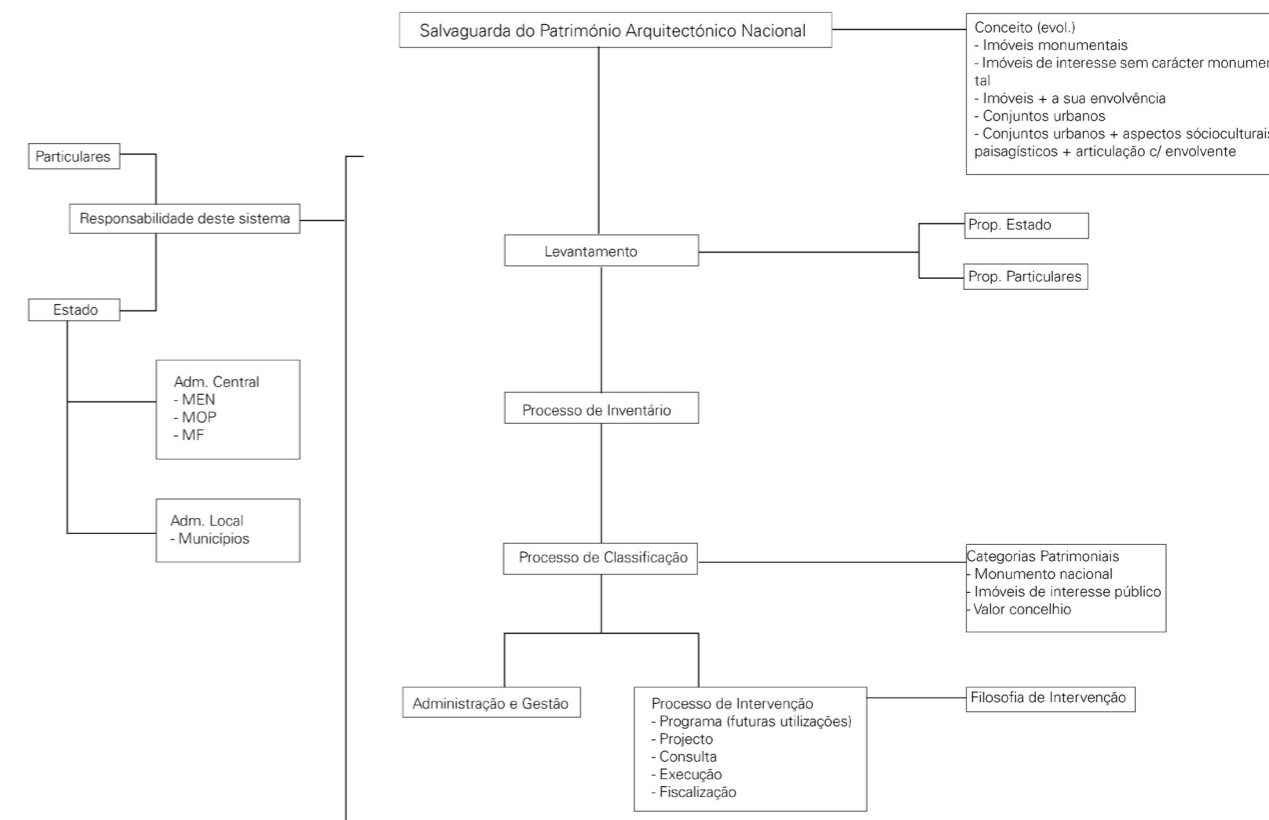 Salvaguarda do Património Arquitectónico Nacional
Conceito (evol.)
- Imóveis monumentais
- Imóveis de interesse sem carácter monumen
tal
- Imóveis + a sua envolvência
- Conjuntos urbanos
- Conjuntos urbanos + aspectos sócioculturais
paisagísticos + articulação c/ envolvente
Particulares
Responsabilidade deste sistema
Estado
Adm. Central
- MEN
- MOP
- MF
Adm. Local
- Municípios
Levantamento
Prop. Estado
Prop. Particulares
Processo de Inventário
Processo de Classificação
Categorias Patrimoniais
- Monumento nacional
- Imóveis de interesse público
- Valor concelhio
Administração e Gestão
Processo de Intervenção
- Programa (futuras utilizações)
- Projecto
- Consulta
- Execução
- Fiscalização
Filosofia de Intervenção